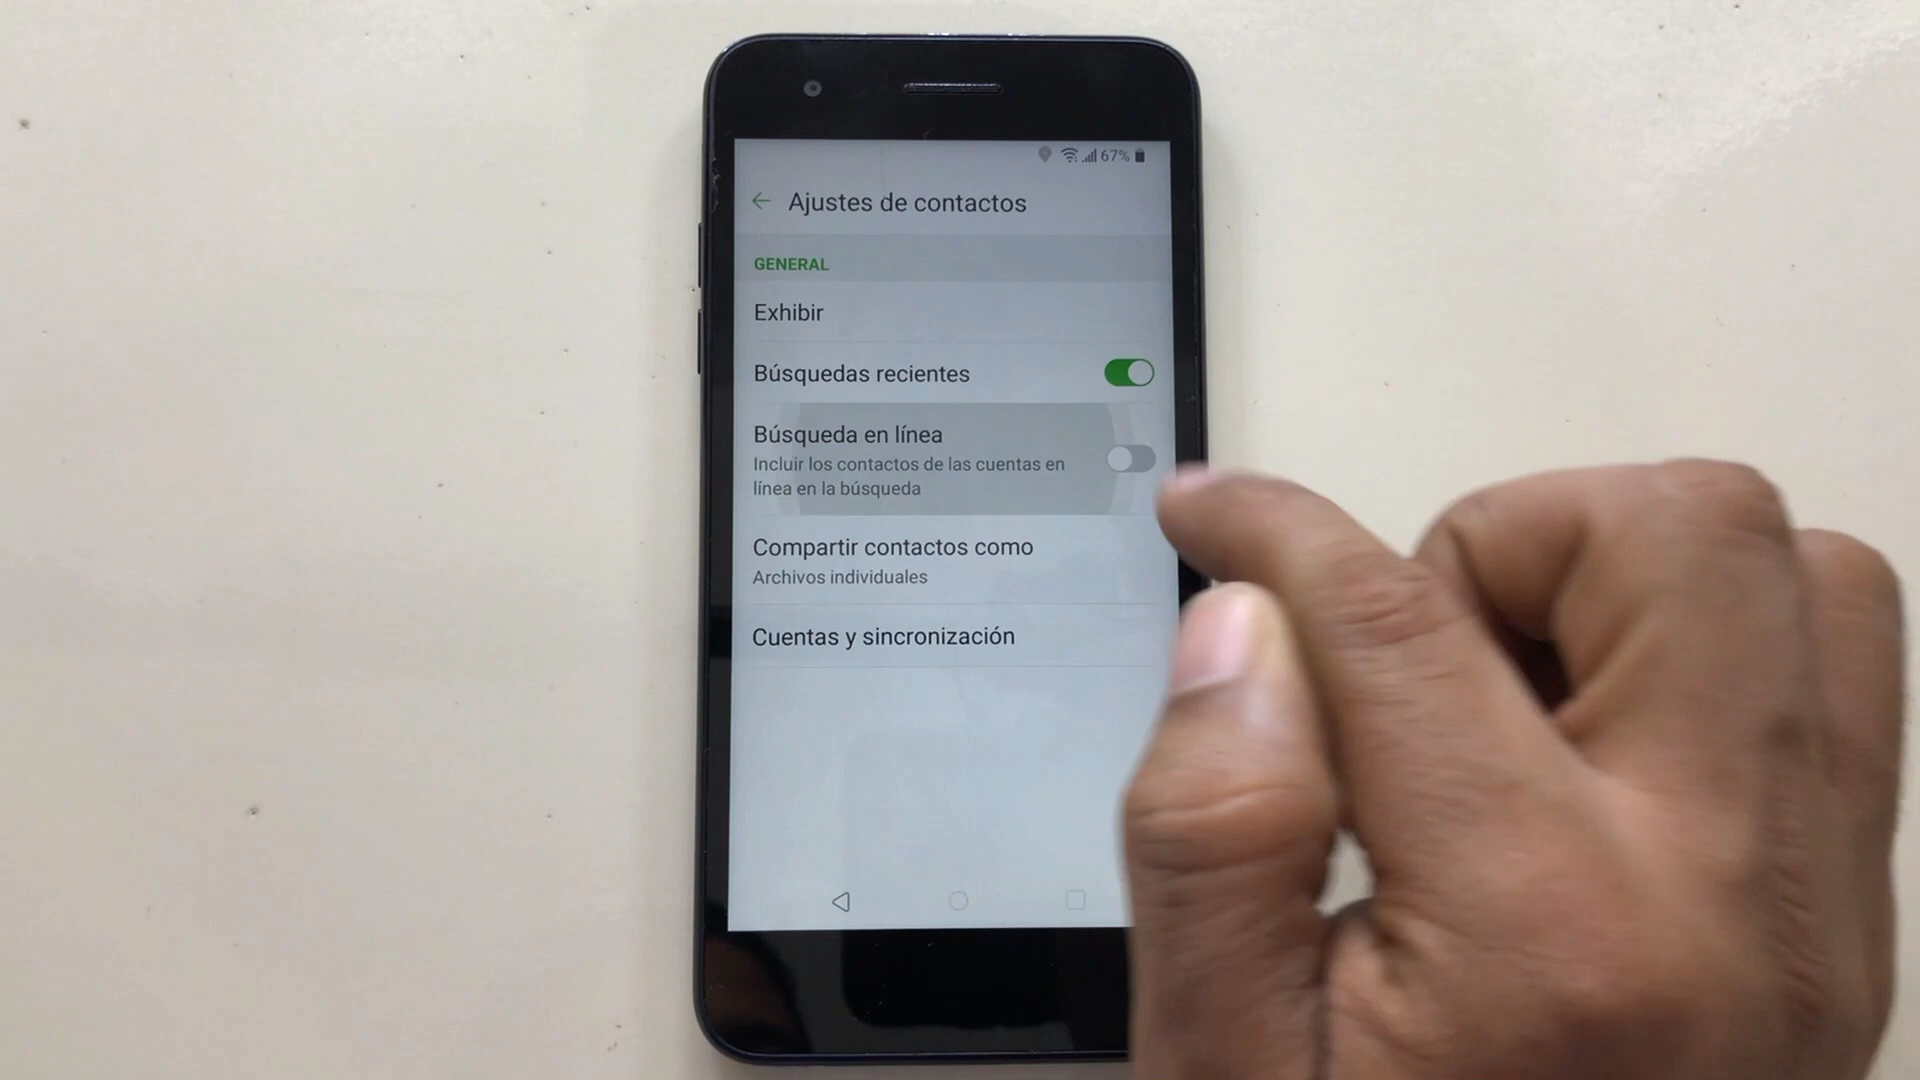 67%
Ajustes de contactos
GENERAL
Exhibir
Búsquedas recientes
Búsqueda en línea
Incluir los contactos de las cuentas en
línea en la búsqueda
Compartir contactos como
Archivos individuales
Cuentas y sincronización